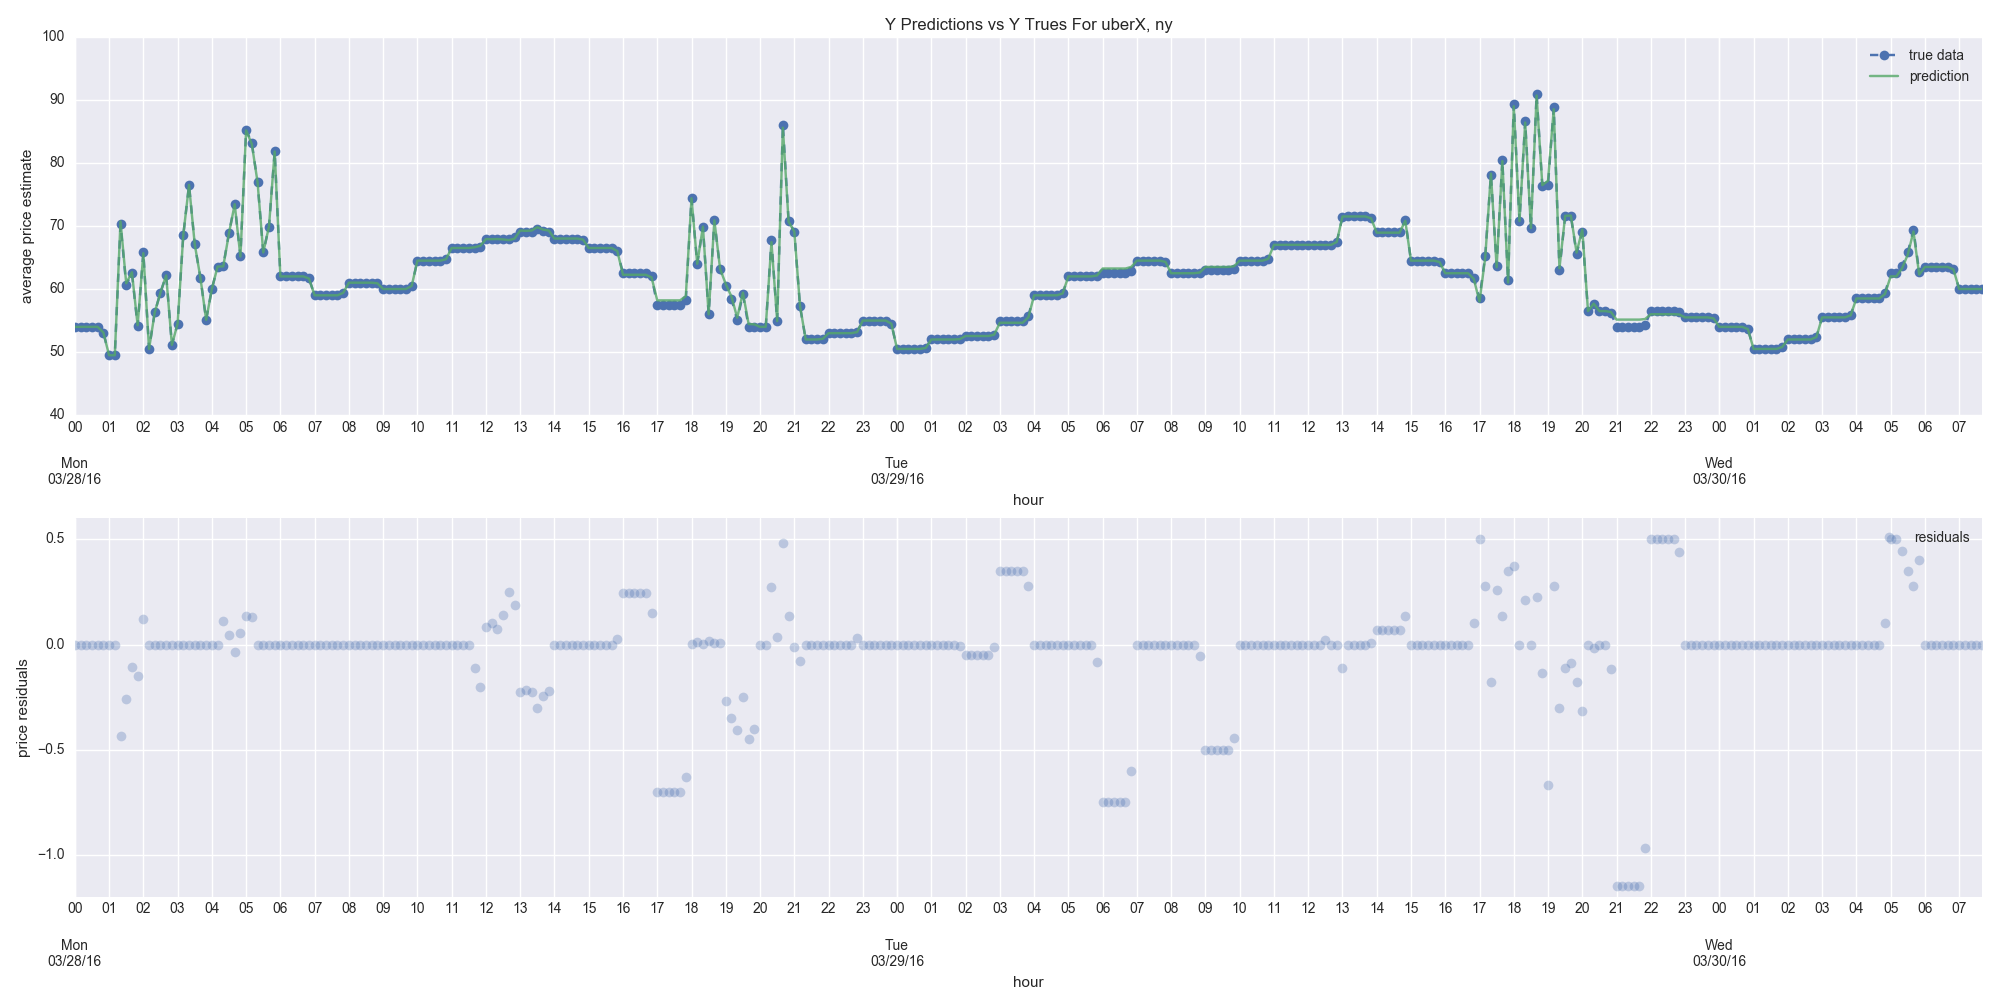 Y Predictions vs Y Trues For uberX, ny
100
90
80
70
60
50
40
average price estimate
true data
prediction
00 01 02 03 04 05 06 07 08 09 10 11 12 13 14 15 16 17 18 19 20 21 22 23 00 01 02 03 04 05 06 07 08 09 10 11 12 13 14 15 16 17 18 19 20 21 22 23 00 01 02 03 04 05 06 07
Mon Tue Wed
03/28/16 03/29/16 03/30/16
hour
0.5
0.0
−0.5
−1.0
price residuals
residuals
00 01 02 03 04 05 06 07 08 09 10 11 12 13 14 15 16 17 18 19 20 21 22 23 00 01 02 03 04 05 06 07 08 09 10 11 12 13 14 15 16 17 18 19 20 21 22 23 00 01 02 03 04 05 06 07
Mon Tue Wed
03/28/16 03/29/16 03/30/16
hour